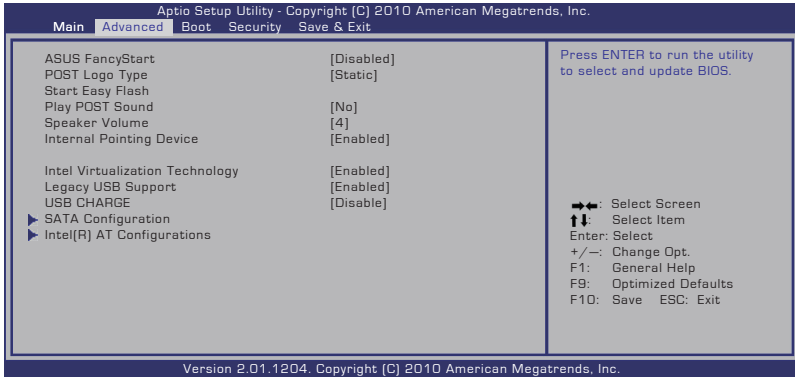 Aptio Setup Utility - Copyright (C) 2010 American Megatrends, Inc.
Main Advanced Boot Security Save & Exit
ASUS FancyStart [Disabled]
POST Logo Type [Static]
Start Easy Flash
Play POST Sound [No]
Speaker Volume [4]
Internal Pointing Device [Enabled]
Intel Virtualization Technology [Enabled]
Legacy USB Support [Enabled]
USB CHARGE [Disable]
SATA Configuration
Intel(R) AT Configurations
Press ENTER to run the utility
to select and update BIOS.
→←: Select Screen
↑↓: Select Item
Enter: Select
+/—: Change Opt.
F1: General Help
F9: Optimized Defaults
F10: Save ESC: Exit
Version 2.01.1204. Copyright (C) 2010 American Megatrends, Inc.